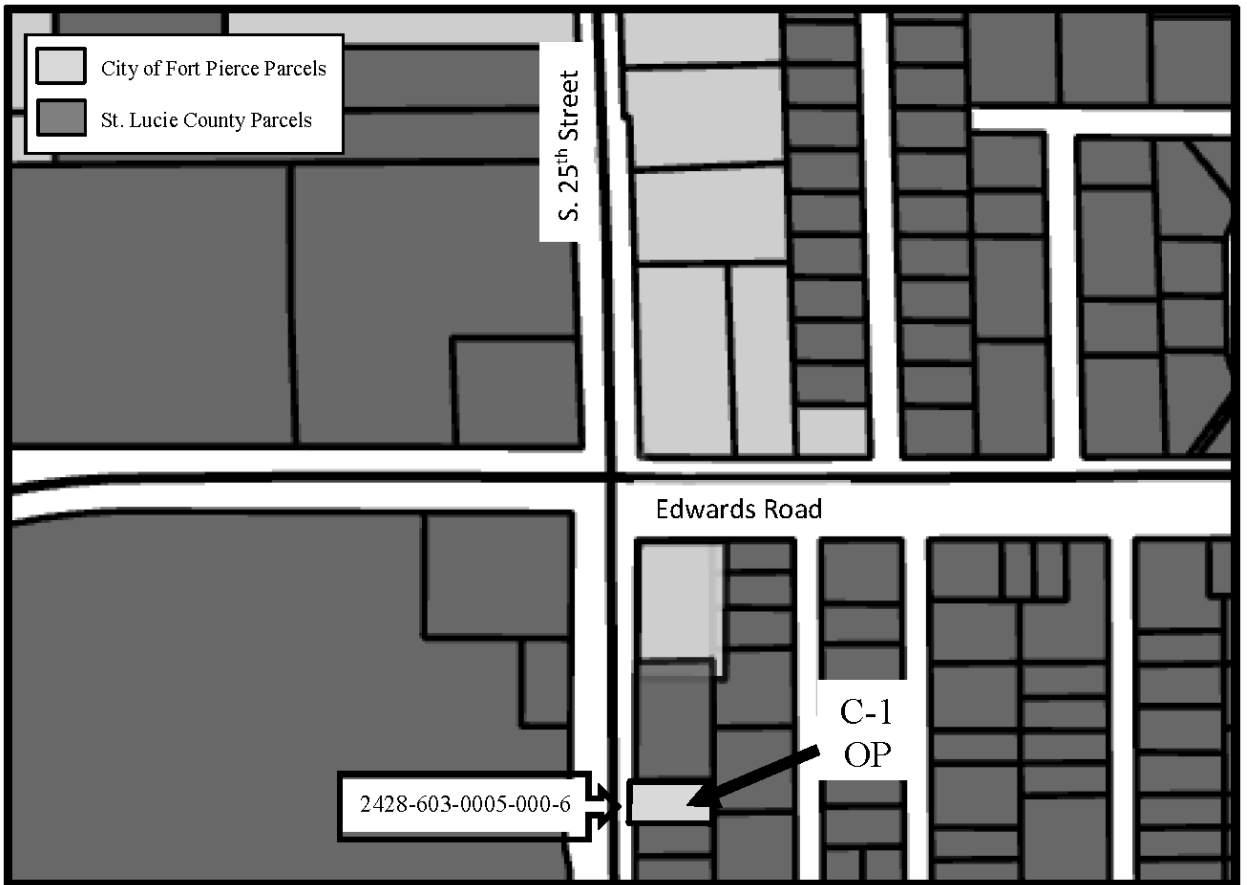 City of Fort Pierce Parcels
St. Lucie County Parcels
S. 25th Street
Edwards Road
C-1
OP
2428-603-0005-000-6